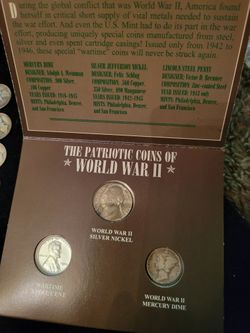 During the global conflict that was World War II, America found
herself in critical short supply of vital metals needed to sustain
the war effort. And even the U.S. Mint had to do its part in the war
effort, producing uniquely special coins manufactured from steel,
silver and even spent cartridge casings! Issued only from 1942 to
1946, these special "wartime" coins will never be struck again.
MERCURY DIME
DESIGNER: Adolph A. Weinman
COMPOSITION: .900 Silver,
.100 Copper
YEARS ISSUED: 1916-1945
MINTS: Philadelphia, Denver,
and San Francisco
SILVER JEFFERSON NICKEL
DESIGNER: Felix Schlag
COMPOSITION: .560 Copper,
.350 Silver, .090 Manganese
YEARS ISSUED: 1942-1945
MINTS: Philadelphia, Denver,
and San Francisco
LINCOLN STEEL PENNY
DESIGNER: Victor D. Brenner
COMPOSITION: Zinc-coated Steel
YEAR ISSUED: 1943 only
MINTS: Philadelphia, Denver,
and San Francisco
THE PATRIOTIC COINS OF
WORLD WAR II
WORLD WAR II
SILVER NICKEL
WARTIME
STEEL CENT
WORLD WAR II
MERCURY DIME